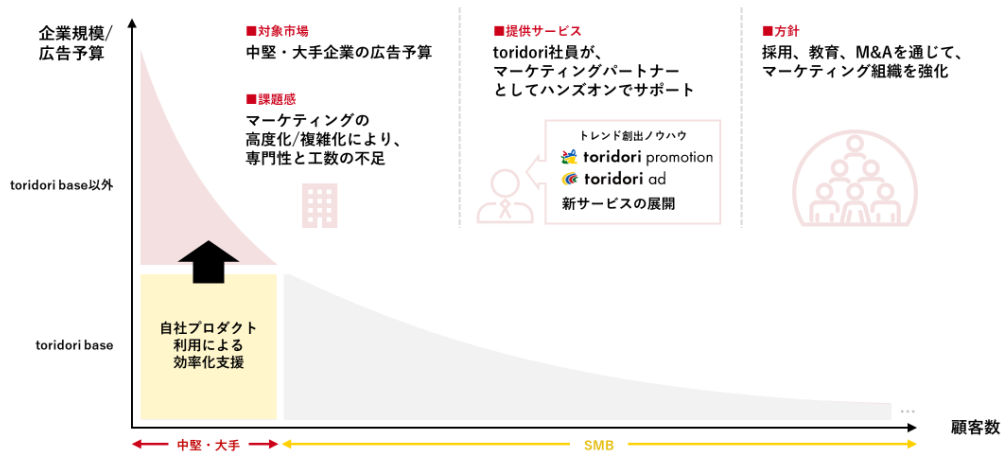 企業規模/
広告予算
■対象市場
中堅・大手企業の広告予算
■課題感
マーケティングの
高度化/複雑化により、
専門性と工数の不足
■提供サービス
toridori社員が、
マーケティングパートナー
としてハンズオンでサポート
トレンド創出ノウハウ
toridori promotion
toridori ad
新サービスの展開
■方針
採用、教育、M&Aを通じて、
マーケティング組織を強化
toridori base以外
toridori base
自社プロダクト
利用による
効率化支援
…
顧客数
中堅・大手
SMB